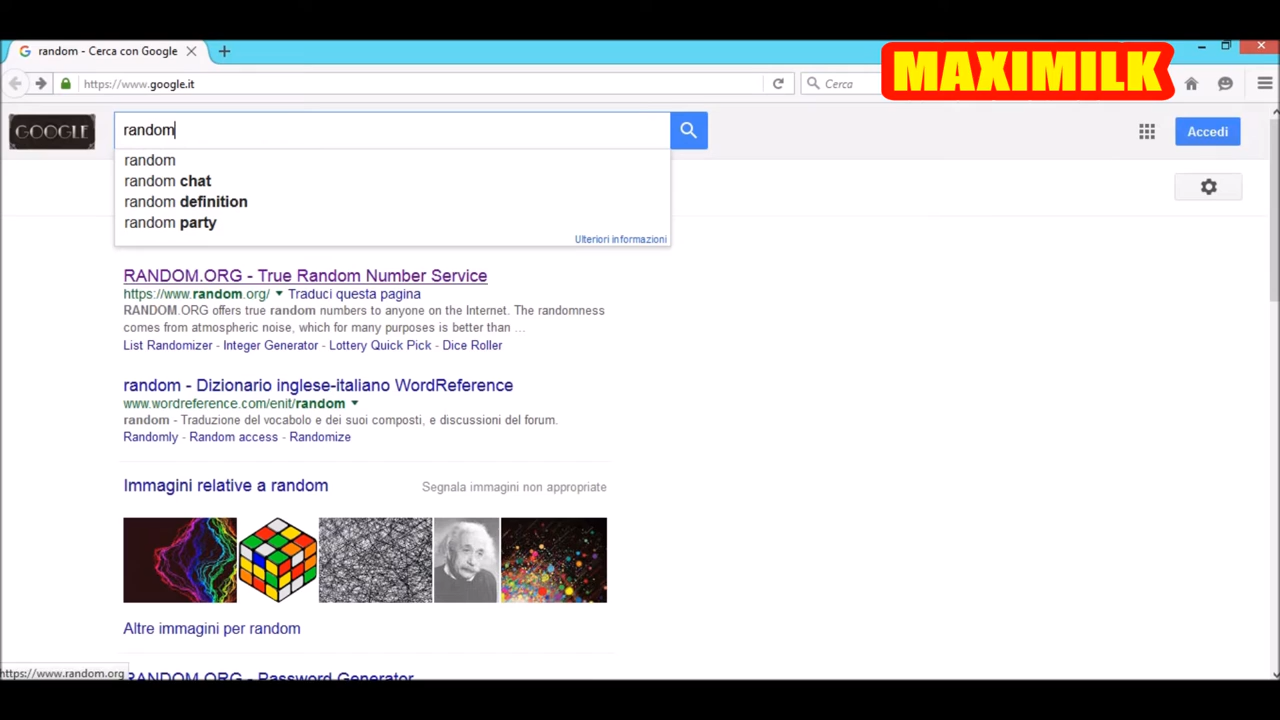 random - Cerca con Google
MAXIMILK
https://www.google.it
Cerca
GOOGLE
random
Accedi
random
random chat
random definition
random party
Ulteriori informazioni
RANDOM.ORG - True Random Number Service
https://www.random.org/ Traduci questa pagina
RANDOM.ORG offers true random numbers to anyone on the Internet. The randomness
comes from atmospheric noise, which for many purposes is better than ...
List Randomizer - Integer Generator - Lottery Quick Pick - Dice Roller
random - Dizionario inglese-italiano WordReference
www.wordreference.com/enit/random
random - Traduzione del vocabolo e dei suoi composti, e discussioni del forum.
Randomly - Random access - Randomize
Immagini relative a random
Segnala immagini non appropriate
Altre immagini per random
https://www.random.org
RANDOM.ORG - Password Generator